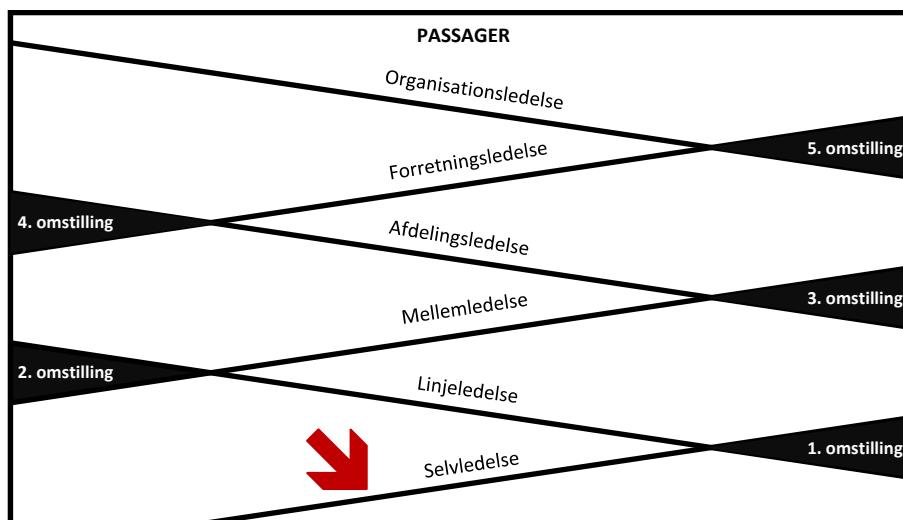 PASSAGER
Organisationsledelse
5. omstilling
Forretningsledelse
4. omstilling
Afdelingsledelse
3. omstilling
Mellemledelse
2. omstilling
Linjeledelse
1. omstilling
Selvledelse